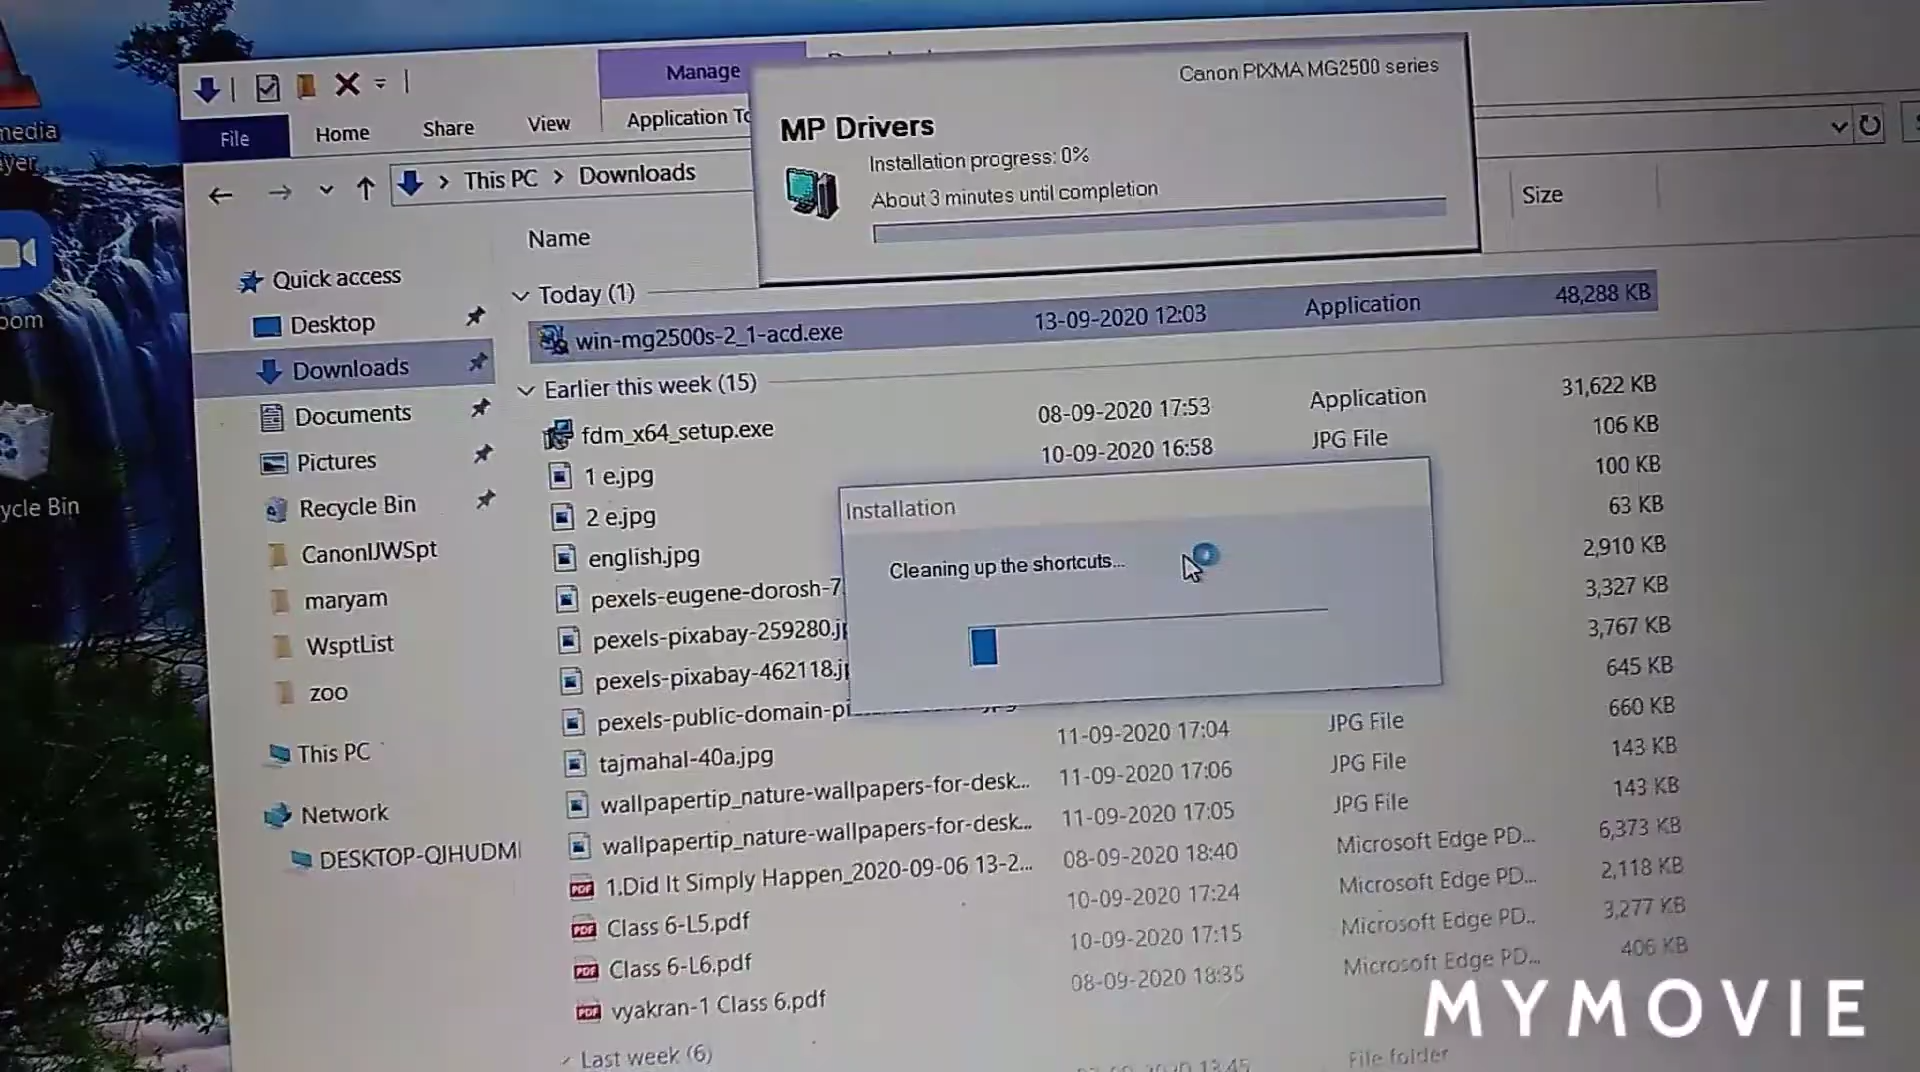 media
Manage
Canon PIXMA MG2500 series
File
Home
Share
View
MP Drivers
Installation progress: 0%
About 3 minutes until completion
This PC
Downloads
Name
Size
Quick access
Desktop
Downloads
Documents
Pictures
Recycle Bin
CanonIJWSpt
maryam
WsptList
zoo
This PC
Network
DESKTOP-QIHUDM
Today (1)
win-mg2500s-2_1-acd.exe 13-09-2020 12:03 Application 48,288 KB
Earlier this week (15)
fdm_x64_setup.exe 08-09-2020 17:53 Application 31,622 KB
1 e.jpg 10-09-2020 16:58 JPG File 106 KB
2 e.jpg 100 KB
english.jpg 63 KB
pexels-eugene-dorosh-7 2,910 KB
pexels-pixabay-259280.j 3,327 KB
pexels-pixabay-462118.j 3,767 KB
pexels-public-domain-pi 645 KB
tajmahal-40a.jpg 11-09-2020 17:04 JPG File 660 KB
wallpapertip_nature-wallpapers-for-desk... 11-09-2020 17:06 JPG File 143 KB
wallpapertip_nature-wallpapers-for-desk... 11-09-2020 17:05 JPG File 143 KB
1.Did It Simply Happen_2020-09-06 13-2... 08-09-2020 18:40 Microsoft Edge PD... 6,373 KB
Class 6-L5.pdf 10-09-2020 17:24 Microsoft Edge PD... 2,118 KB
Class 6-L6.pdf 10-09-2020 17:15 Microsoft Edge PD... 3,277 KB
vyakran-1 Class 6.pdf 08-09-2020 18:35 Microsoft Edge PD... 406 KB
Last week (6)
File folder
Installation
Cleaning up the shortcuts...
MYMOVIE